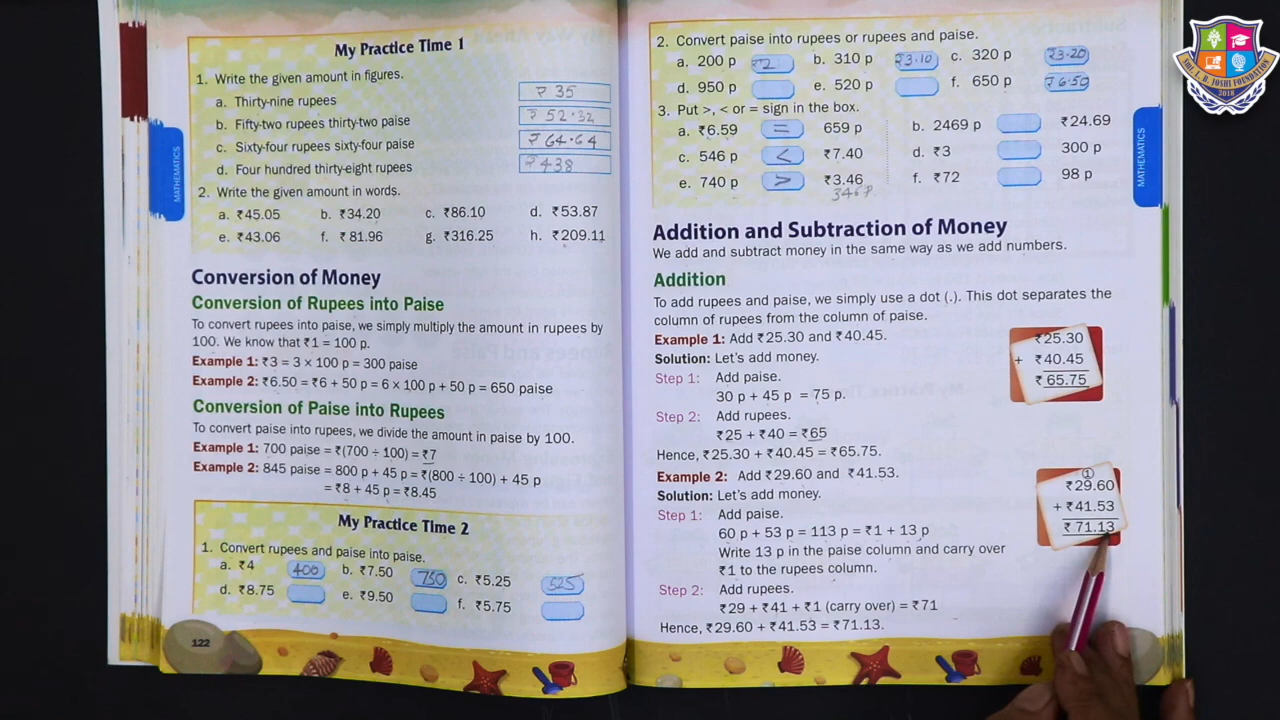 My Practice Time 1
1. Write the given amount in figures.
a. Thirty-nine rupees ₹ 35
b. Fifty-two rupees thirty-two paise ₹ 52.32
c. Sixty-four rupees sixty-four paise ₹ 64.64
d. Four hundred thirty-eight rupees ₹ 438
2. Write the given amount in words.
a. ₹45.05 b. ₹34.20 c. ₹86.10 d. ₹53.87
e. ₹43.06 f. ₹ 81.96 g. ₹316.25 h. ₹209.11
MATHEMATICS
Conversion of Money
Conversion of Rupees into Paise
To convert rupees into paise, we simply multiply the amount in rupees by
100. We know that ₹1 = 100 p.
Example 1: ₹3 = 3 × 100 p = 300 paise
Example 2: ₹6.50 = ₹6 + 50 p = 6 × 100 p + 50 p = 650 paise
Conversion of Paise into Rupees
To convert paise into rupees, we divide the amount in paise by 100.
Example 1: 700 paise = ₹(700 ÷ 100) = ₹7
Example 2: 845 paise = 800 p + 45 p = ₹(800 ÷ 100) + 45 p
= ₹8 + 45 p = ₹8.45
My Practice Time 2
1. Convert rupees and paise into paise.
a. ₹4 400 b. ₹7.50 750 c. ₹5.25 525
d. ₹8.75 e. ₹9.50 f. ₹5.75
122
2. Convert paise into rupees or rupees and paise.
a. 200 p ₹2 b. 310 p ₹3.10 c. 320 p ₹3.20
d. 950 p e. 520 p f. 650 p ₹6.50
3. Put >, < or = sign in the box.
a. ₹6.59 = 659 p b. 2469 p ₹24.69
c. 546 p < ₹7.40 d. ₹3 300 p
e. 740 p > ₹3.46 f. ₹72 98 p
346 p
MATHEMATICS
Addition and Subtraction of Money
We add and subtract money in the same way as we add numbers.
Addition
To add rupees and paise, we simply use a dot (.). This dot separates the
column of rupees from the column of paise.
Example 1: Add ₹25.30 and ₹40.45.
Solution: Let's add money.
Step 1: Add paise.
30 p + 45 p = 75 p.
Step 2: Add rupees.
₹25 + ₹40 = ₹65
Hence, ₹25.30 + ₹40.45 = ₹65.75.
₹25.30
+ ₹40.45
₹ 65.75
Example 2: Add ₹29.60 and ₹41.53.
Solution: Let's add money.
Step 1: Add paise.
60 p + 53 p = 113 p = ₹1 + 13 p
Write 13 p in the paise column and carry over
₹1 to the rupees column.
Step 2: Add rupees.
₹29 + ₹41 + ₹1 (carry over) = ₹71
Hence, ₹29.60 + ₹41.53 = ₹71.13.
1
₹29.60
+ ₹41.53
₹ 71.13
JOSHI FOUNDATION
2018